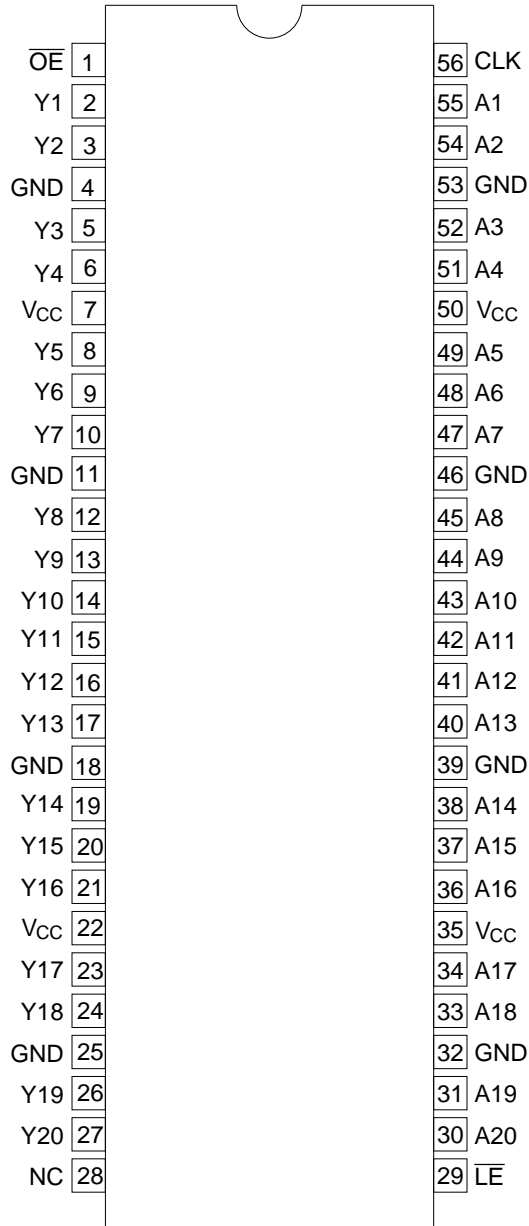 O̅E̅ 1 56 CLK
Y1 2 55 A1
Y2 3 54 A2
GND 4 53 GND
Y3 5 52 A3
Y4 6 51 A4
VCC 7 50 VCC
Y5 8 49 A5
Y6 9 48 A6
Y7 10 47 A7
GND 11 46 GND
Y8 12 45 A8
Y9 13 44 A9
Y10 14 43 A10
Y11 15 42 A11
Y12 16 41 A12
Y13 17 40 A13
GND 18 39 GND
Y14 19 38 A14
Y15 20 37 A15
Y16 21 36 A16
VCC 22 35 VCC
Y17 23 34 A17
Y18 24 33 A18
GND 25 32 GND
Y19 26 31 A19
Y20 27 30 A20
NC 28 29 L̅E̅